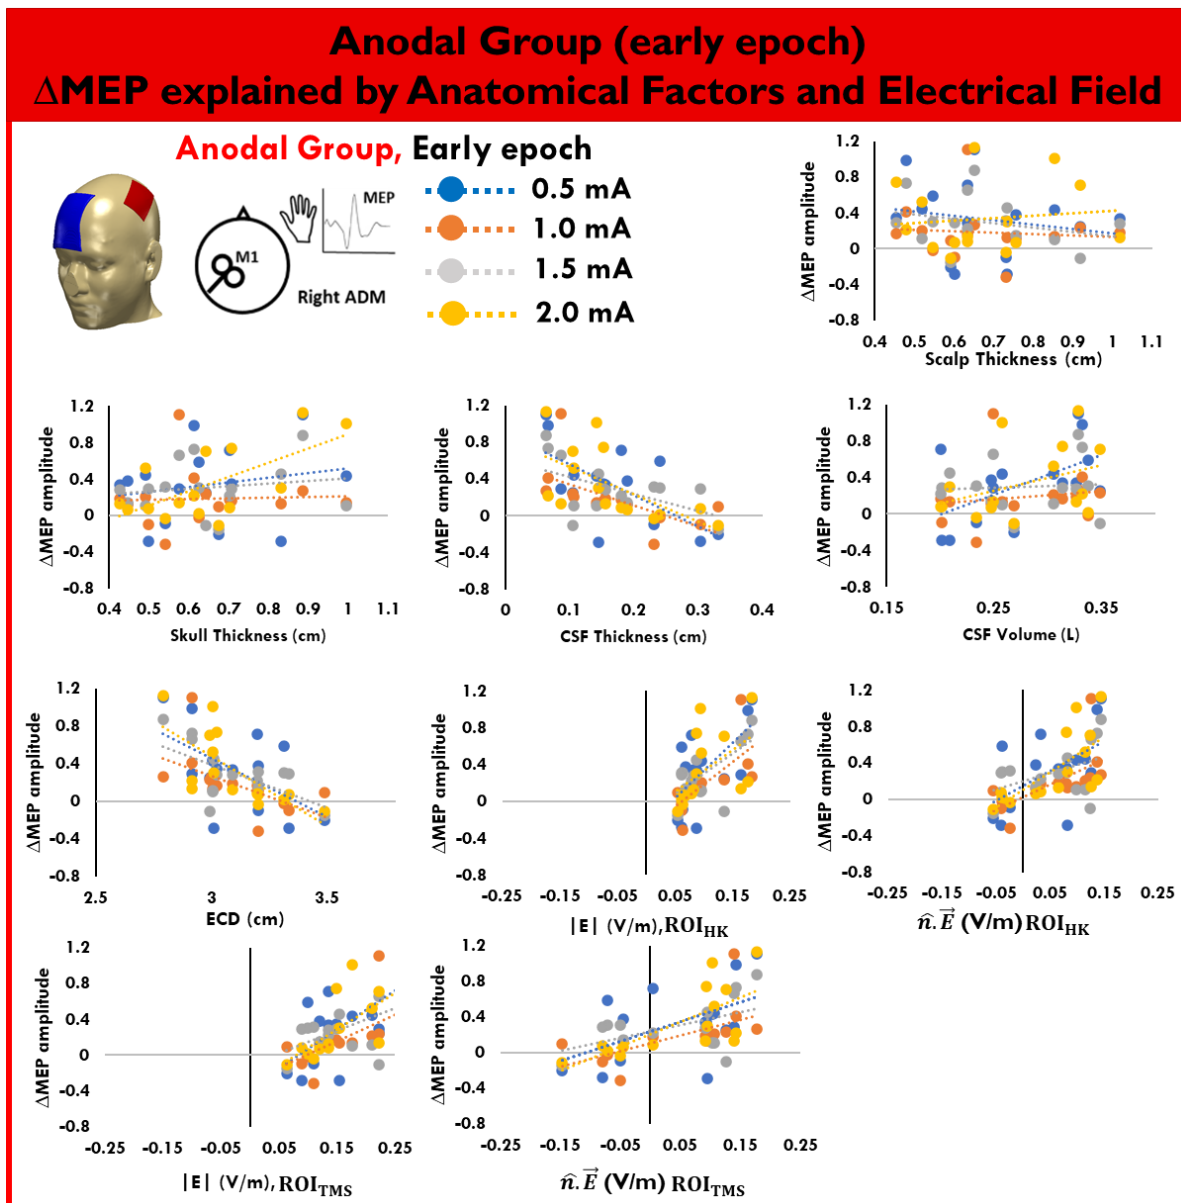 Anodal Group (early epoch)
ΔMEP explained by Anatomical Factors and Electrical Field
Anodal Group, Early epoch
0.5 mA
1.0 mA
1.5 mA
2.0 mA
MEP
M1
Right ADM
ΔMEP amplitude
1.2
0.8
0.4
0
-0.4
-0.8
0.4 0.5 0.6 0.7 0.8 0.9 1 1.1
Scalp Thickness (cm)
ΔMEP amplitude
1.2
0.8
0.4
0
-0.4
-0.8
0.4 0.5 0.6 0.7 0.8 0.9 1 1.1
Skull Thickness (cm)
ΔMEP amplitude
1.2
0.8
0.4
0
-0.4
-0.8
0 0.1 0.2 0.3 0.4
CSF Thickness (cm)
ΔMEP amplitude
1.2
0.8
0.4
0
-0.4
-0.8
0.15 0.25 0.35
CSF Volume (L)
ΔMEP amplitude
1.2
0.8
0.4
0
-0.4
-0.8
2.5 3 3.5
ECD (cm)
ΔMEP amplitude
1.2
0.8
0.4
0
-0.4
-0.8
-0.25 -0.15 -0.05 0.05 0.15 0.25
|E| (V/m), ROI_HK
ΔMEP amplitude
1.2
0.8
0.4
0
-0.4
-0.8
-0.25 -0.15 -0.05 0.05 0.15 0.25
n̂.E⃗ (V/m) ROI_HK
ΔMEP amplitude
1.2
0.8
0.4
0
-0.4
-0.8
-0.25 -0.15 -0.05 0.05 0.15 0.25
|E| (V/m), ROI_TMS
ΔMEP amplitude
1.2
0.8
0.4
0
-0.4
-0.8
-0.25 -0.15 -0.05 0.05 0.15 0.25
n̂.E⃗ (V/m) ROI_TMS